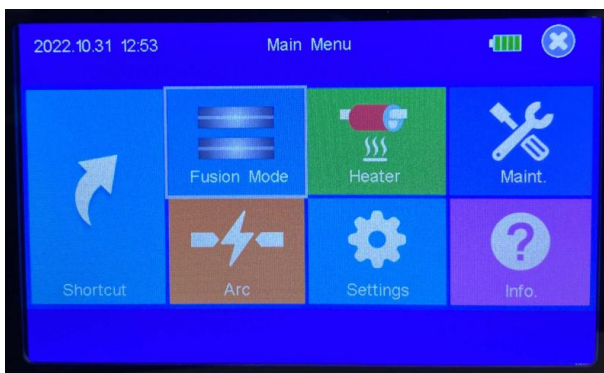 2022.10.31 12:53 Main Menu
Fusion Mode Heater Maint.
Shortcut Arc Settings Info.